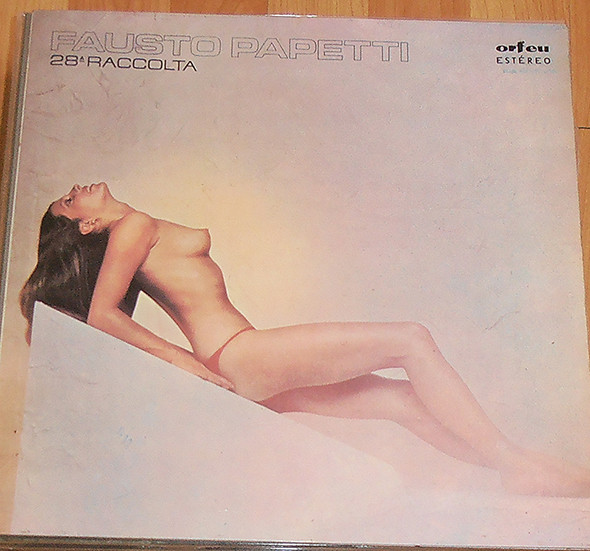 FAUSTO PAPETTI
28ª RACCOLTA
orfeu
ESTÉREO